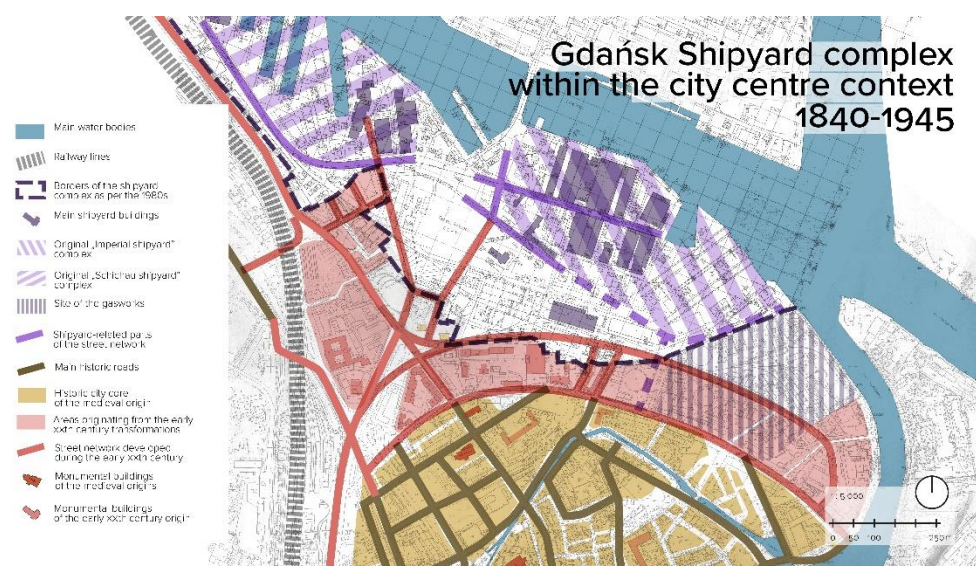 Gdańsk Shipyard complex
within the city centre context
1840-1945
Main water bodies
Railway lines
Borders of the shipyard
complex as per the 1980s
Main shipyard buildings
Original „Imperial shipyard"
complex
Original „Schichau shipyard"
complex
Site of the gasworks
Shipyard-related parts
of the street network
Main historic roads
Historic city core
of the medieval origin
Areas originating from the early
xxth century transformations
Street network developed
during the early xxth century
Monumental buildings
of the medieval origins
Monumental buildings
of the early xxth century origin
1:5 000
0 50 100 250